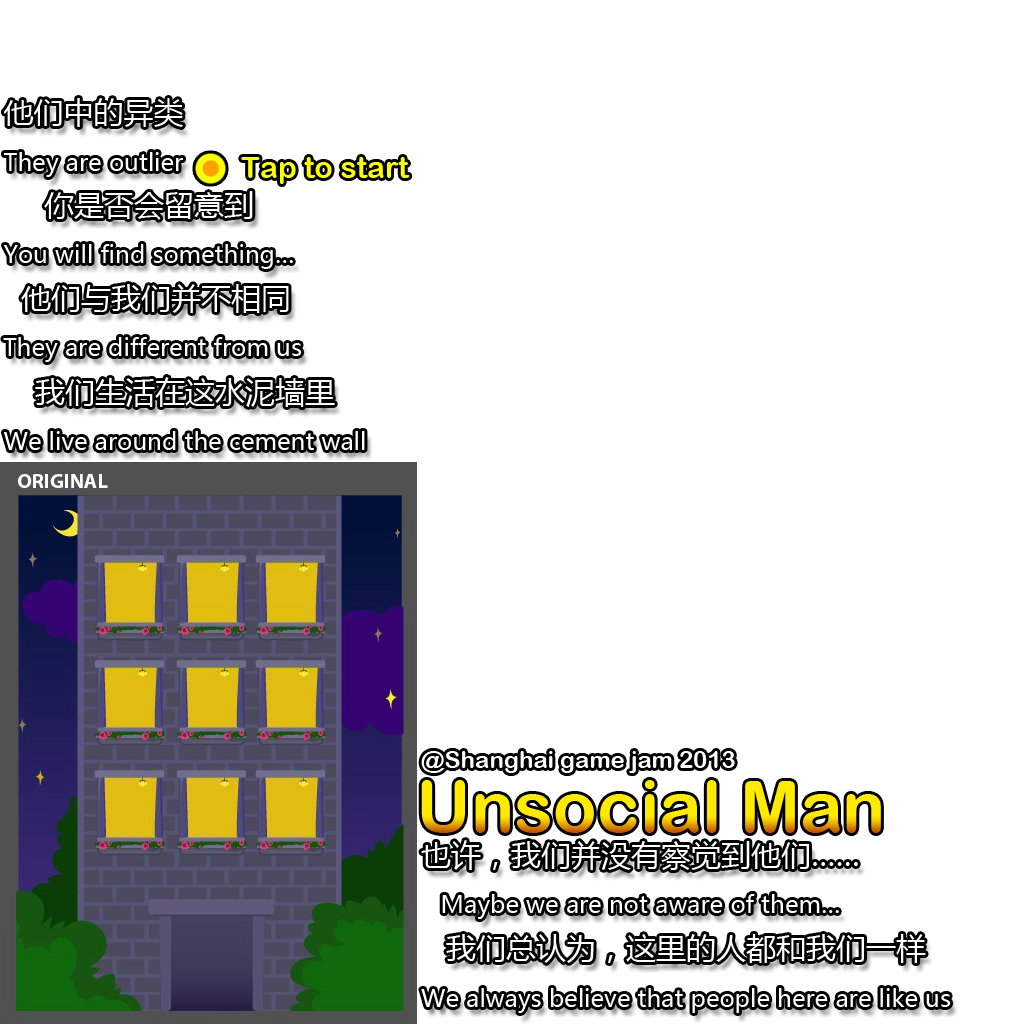 他们中的异类
They are outlier
Tap to start
你是否会留意到
You will find something...
他们与我们并不相同
They are different from us
我们生活在这水泥墙里
We live around the cement wall
ORIGINAL
@Shanghai game jam 2013
Unsocial Man
也许，我们并没有察觉到他们......
Maybe we are not aware of them...
我们总认为，这里的人都和我们一样
We always believe that people here are like us